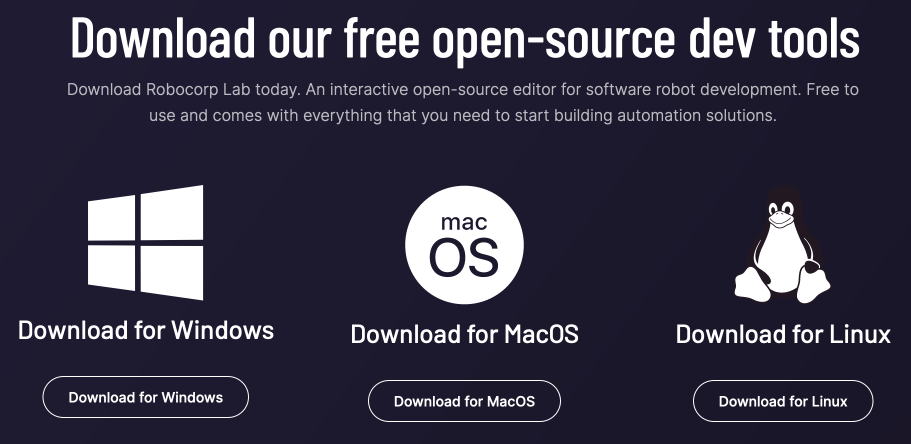 Download our free open-source dev tools
Download Robocorp Lab today. An interactive open-source editor for software robot development. Free to
use and comes with everything that you need to start building automation solutions.
mac
OS
Download for Windows
Download for MacOS
Download for Linux
Download for Windows
Download for MacOS
Download for Linux